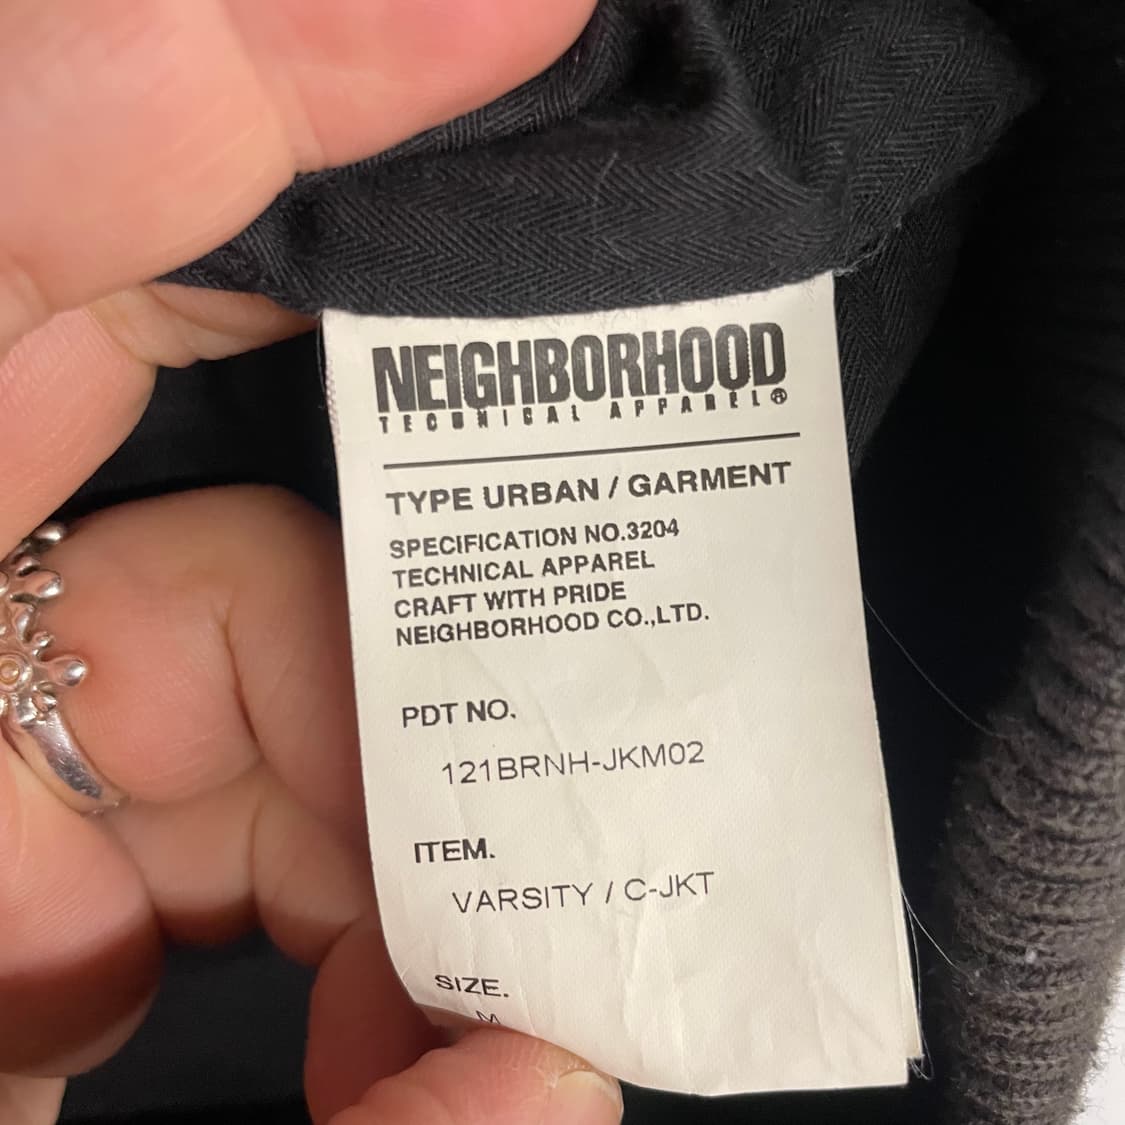 NEIGHBORHOOD
TECHNICAL APPAREL®
TYPE URBAN / GARMENT
SPECIFICATION NO.3204
TECHNICAL APPAREL
CRAFT WITH PRIDE
NEIGHBORHOOD CO.,LTD.
PDT NO.
121BRNH-JKM02
ITEM.
VARSITY / C-JKT
SIZE.
M